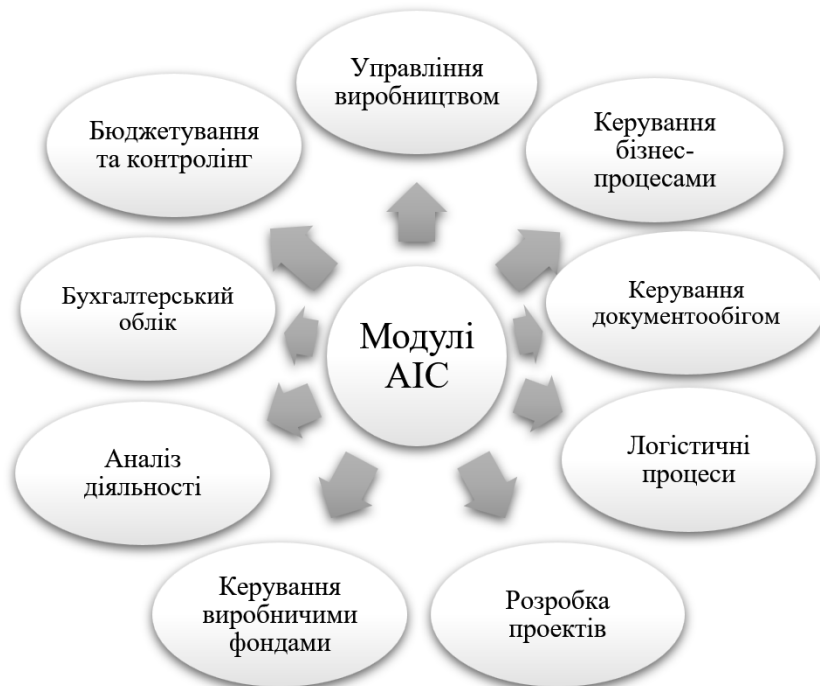 Управління
виробництвом
Керування
бізнес-
процесами
Керування
документообігом
Логістичні
процеси
Розробка
проектів
Керування
виробничими
фондами
Аналіз
діяльності
Бухгалтерський
облік
Бюджетування
та контролінг
Модулі
АІС